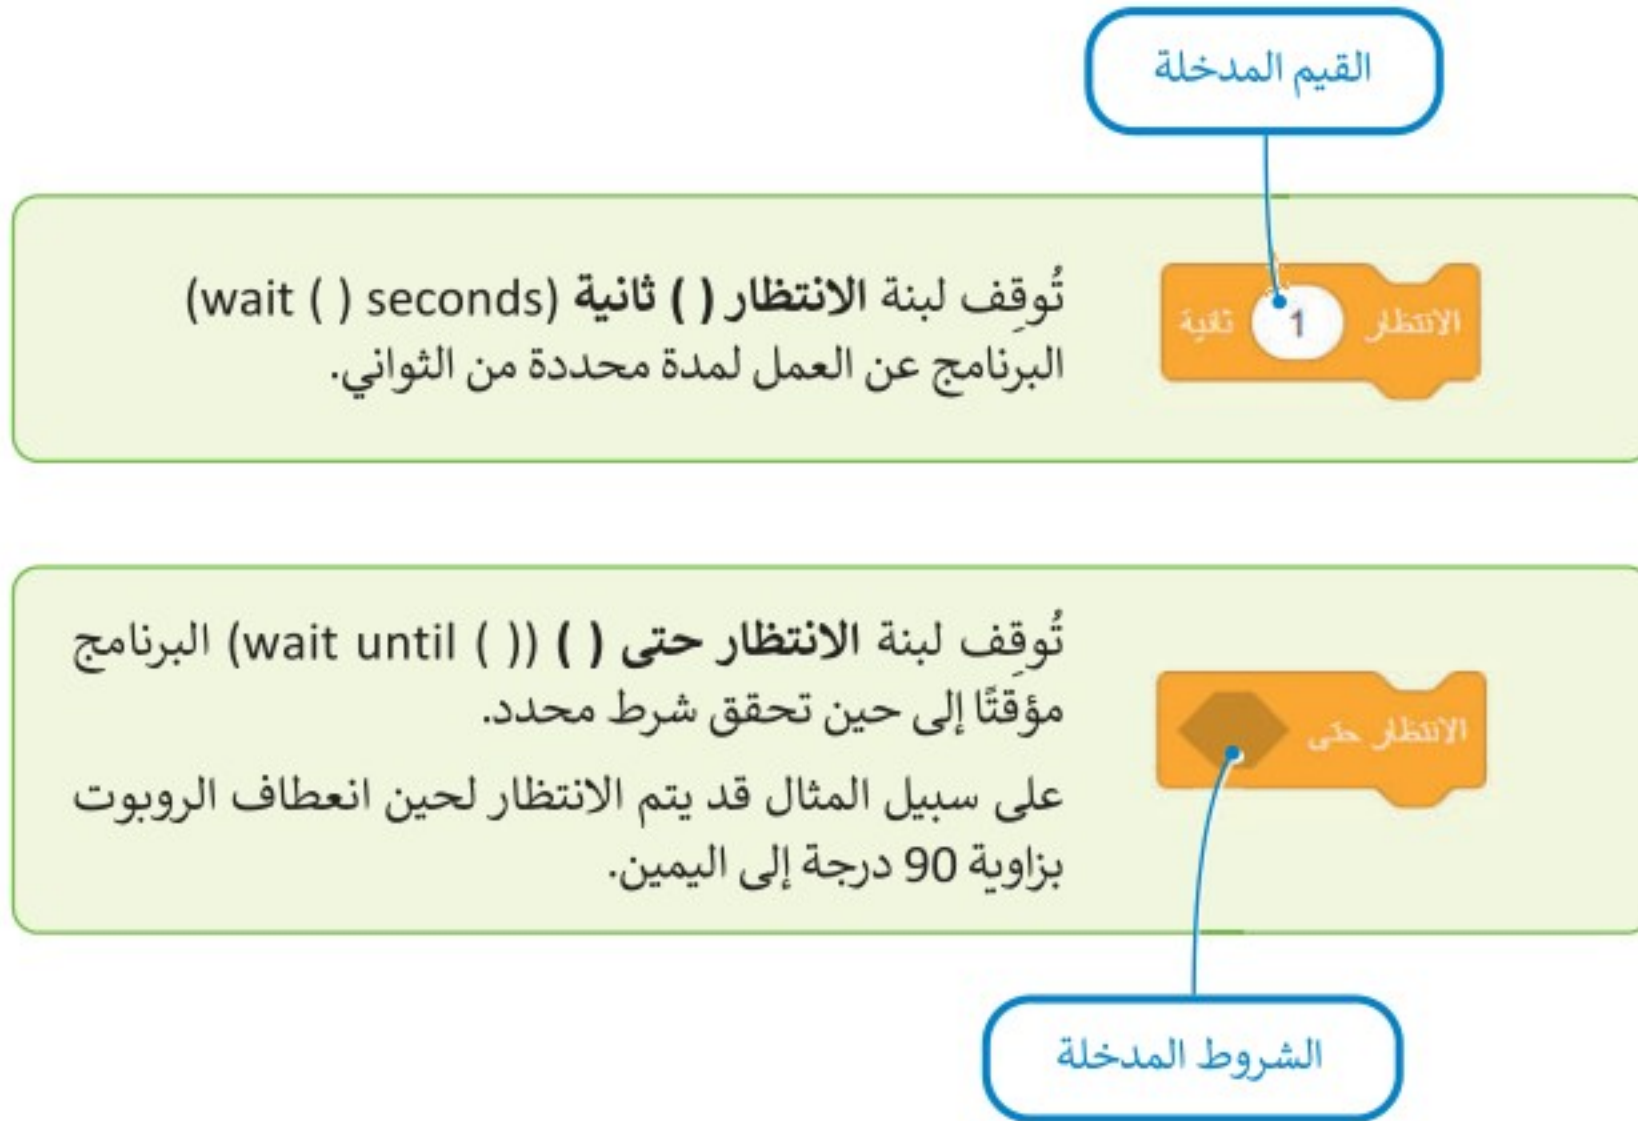 القيم المدخلة
الانتظار 1 ثانية
تُوقِف لبنة الانتظار ( ) ثانية (wait ( ) seconds)
البرنامج عن العمل لمدة محددة من الثواني.
الانتظار حتى
تُوقِف لبنة الانتظار حتى ( ) (wait until ( )) البرنامج
مؤقتًا إلى حين تحقق شرط محدد.
على سبيل المثال قد يتم الانتظار لحين انعطاف الروبوت
بزاوية 90 درجة إلى اليمين.
الشروط المدخلة